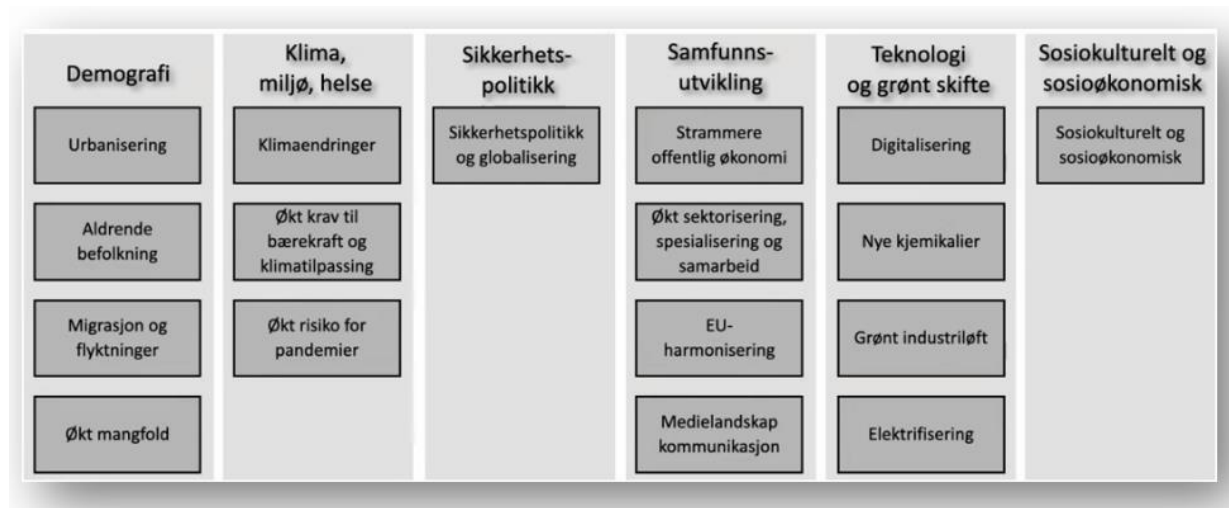 Demografi
Urbanisering
Aldrende
befolkning
Migrasjon og
flyktninger
Økt mangfold
Klima,
miljø, helse
Klimaendringer
Økt krav til
bærekraft og
klimatilpassing
Økt risiko for
pandemier
Sikkerhets-
politikk
Sikkerhetspolitikk
og globalisering
Samfunns-
utvikling
Strammere
offentlig økonomi
Økt sektorisering,
spesialisering og
samarbeid
EU-
harmonisering
Medielandskap
kommunikasjon
Teknologi
og grønt skifte
Digitalisering
Nye kjemikalier
Grønt industriløft
Elektrifisering
Sosiokulturelt og
sosioøkonomisk
Sosiokulturelt og
sosioøkonomisk